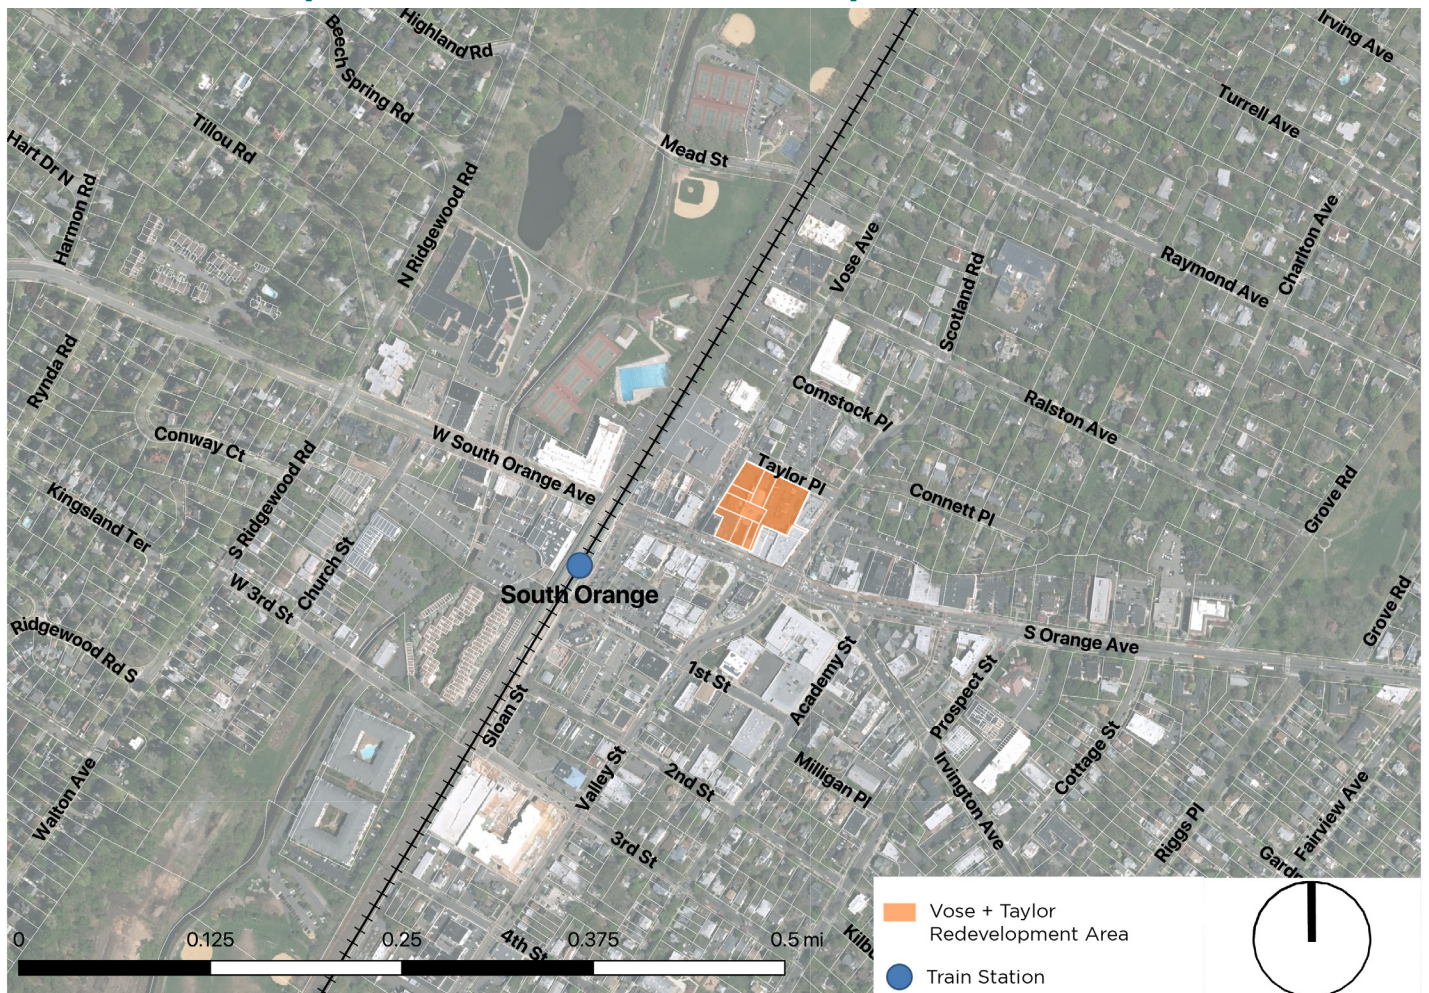 Highland Rd
Irving Ave
Beech Spring Rd
Turrell Ave
Tillou Rd
Mead St
Hart Dr N
Harmon Rd
N Ridgewood Rd
Charlton Ave
Vose Ave
Scotland Rd
Raymond Ave
Rynda Rd
Comstock Pl
Ralston Ave
Conway Ct
W South Orange Ave
Taylor Pl
Grove Rd
Kingsland Ter
S Ridgewood Rd
Connett Pl
Church St
W 3rd St
South Orange
Grove Rd
Ridgewood Rd S
S Orange Ave
1st St
Academy St
Prospect St
Sloan St
Cottage St
Valley St
2nd St
Milligan Pl
Irvington Ave
Walton Ave
Riggs Pl
Fairview Ave
3rd St
Gardn
4th St
Kilbu
0 0.125 0.25 0.375 0.5 mi
Vose + Taylor
Redevelopment Area
Train Station